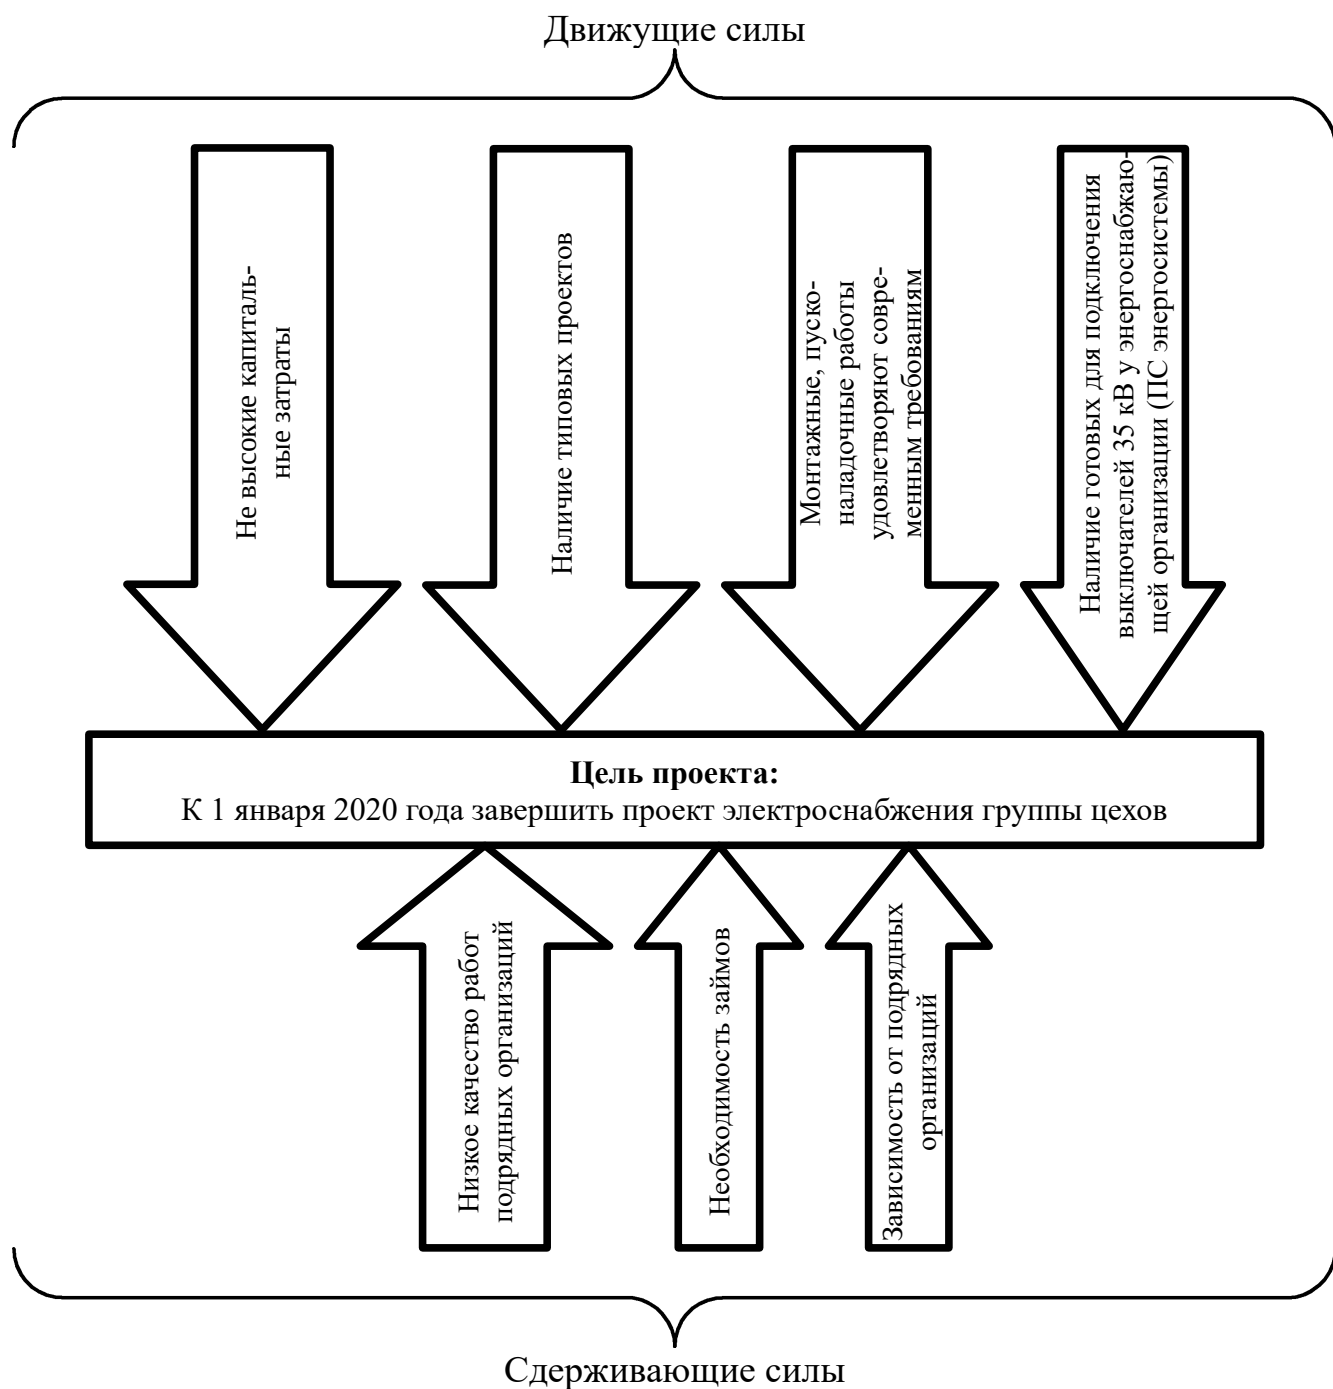 Движущие силы
Не высокие капиталь-
ные затраты
Наличие типовых проектов
Монтажные, пуско-
наладочные работы
удовлетворяют совре-
менным требованиям
Наличие готовых для подключения
выключателей 35 кВ у энергоснабжаю-
щей организации (ПС энергосистемы)
Цель проекта:
К 1 января 2020 года завершить проект электроснабжения группы цехов
Низкое качество работ
подрядных организаций
Необходимость займов
Зависимость от подрядных
организаций
Сдерживающие силы